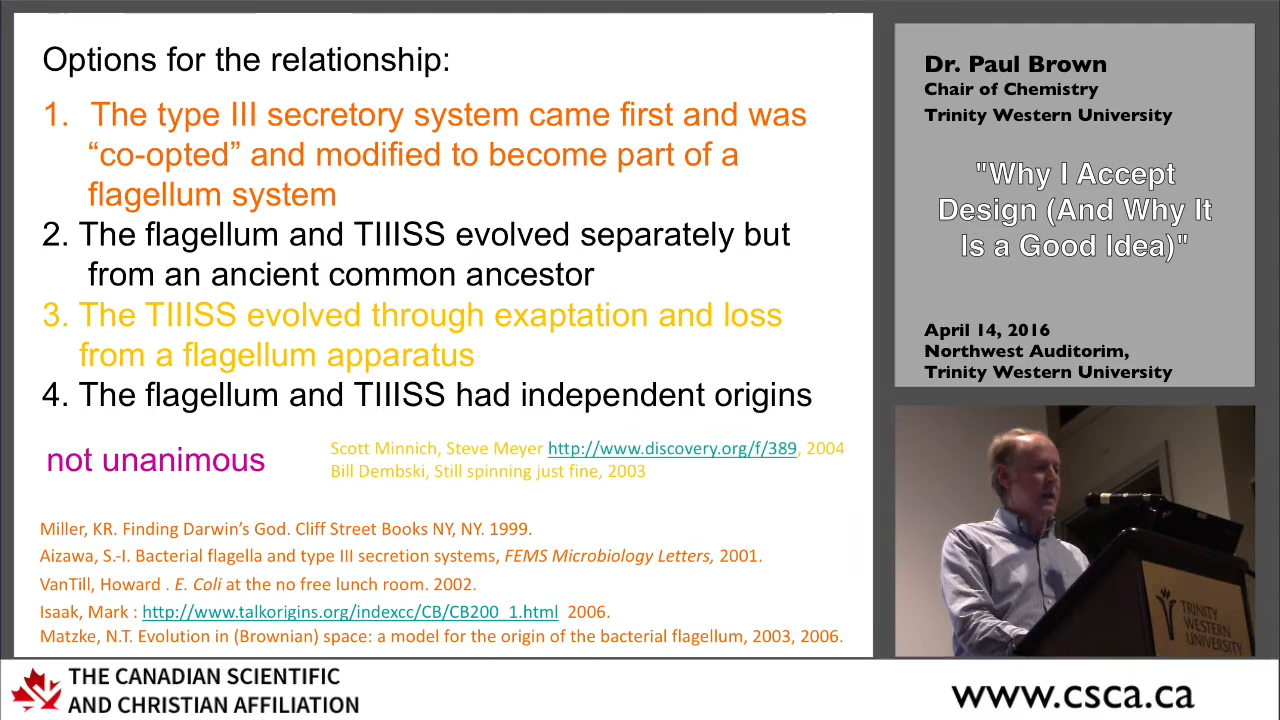 Options for the relationship:
1. The type III secretory system came first and was
“co-opted” and modified to become part of a
flagellum system
2. The flagellum and TIIISS evolved separately but
from an ancient common ancestor
3. The TIIISS evolved through exaptation and loss
from a flagellum apparatus
4. The flagellum and TIIISS had independent origins
not unanimous
Scott Minnich, Steve Meyer http://www.discovery.org/f/389, 2004
Bill Dembski, Still spinning just fine, 2003
Miller, KR. Finding Darwin’s God. Cliff Street Books NY, NY. 1999.
Aizawa, S.-I. Bacterial flagella and type III secretion systems, FEMS Microbiology Letters, 2001.
VanTill, Howard . E. Coli at the no free lunch room. 2002.
Isaak, Mark : http://www.talkorigins.org/indexcc/CB/CB200_1.html 2006.
Matzke, N.T. Evolution in (Brownian) space: a model for the origin of the bacterial flagellum, 2003, 2006.
Dr. Paul Brown
Chair of Chemistry
Trinity Western University
"Why I Accept
Design (And Why It
Is a Good Idea)"
April 14, 2016
Northwest Auditorim,
Trinity Western University
TRINITY
WESTERN
UNIVERSITY
THE CANADIAN SCIENTIFIC
AND CHRISTIAN AFFILIATION
www.csca.ca